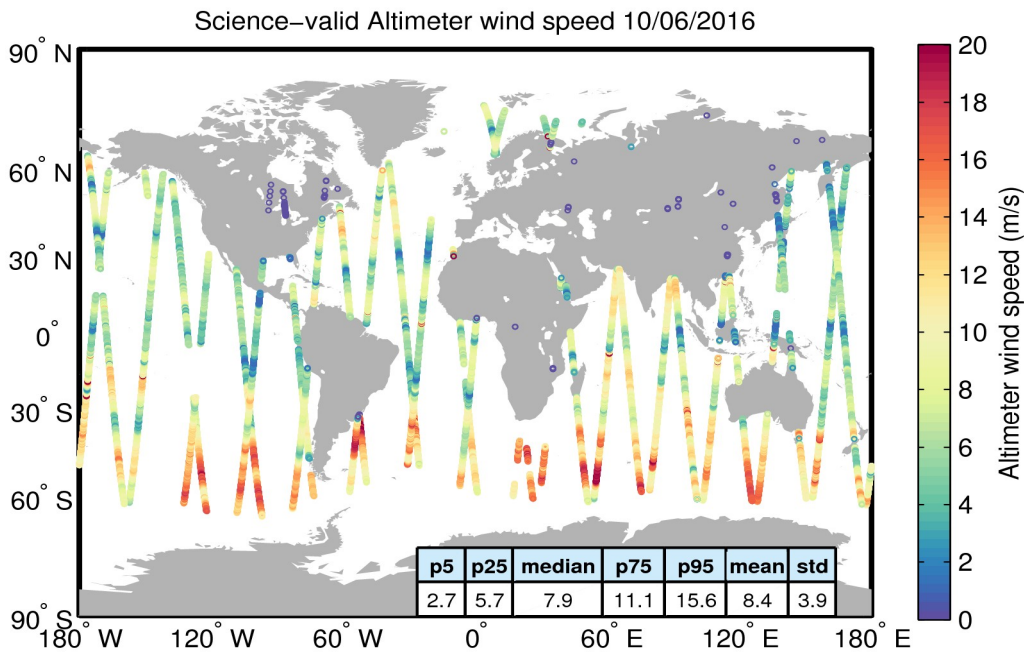 Science−valid Altimeter wind speed 10/06/2016
90° N
60° N
30° N
0°
30° S
60° S
90° S
180° W
120° W
60° W
0°
60° E
120° E
180° E
p5 p25 median p75 p95 mean std
2.7 5.7 7.9 11.1 15.6 8.4 3.9
20
18
16
14
12
10
8
6
4
2
0
Altimeter wind speed (m/s)